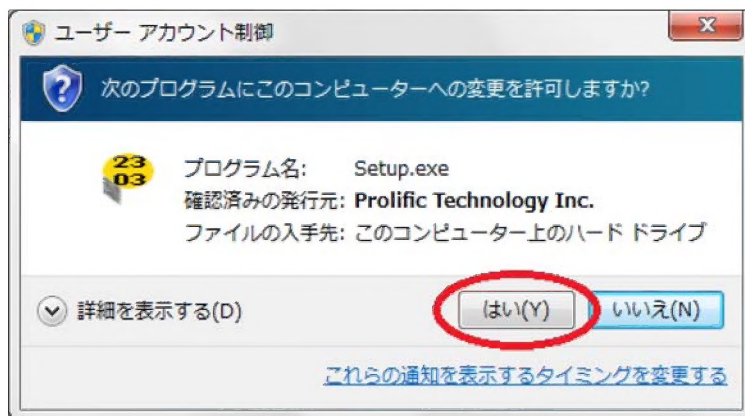 ユーザー アカウント制御
次のプログラムにこのコンピューターへの変更を許可しますか?
23
03
プログラム名: Setup.exe
確認済みの発行元: Prolific Technology Inc.
ファイルの入手先: このコンピューター上のハード ドライブ
詳細を表示する(D) はい(Y) いいえ(N)
これらの通知を表示するタイミングを変更する